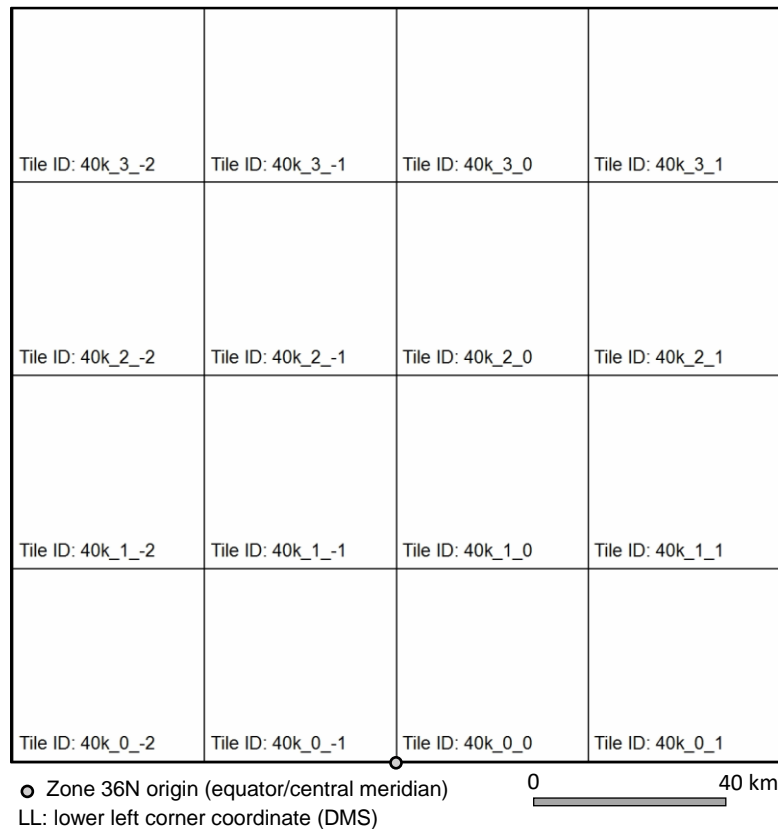 Tile ID: 40k_3_-2 Tile ID: 40k_3_-1 Tile ID: 40k_3_0 Tile ID: 40k_3_1
Tile ID: 40k_2_-2 Tile ID: 40k_2_-1 Tile ID: 40k_2_0 Tile ID: 40k_2_1
Tile ID: 40k_1_-2 Tile ID: 40k_1_-1 Tile ID: 40k_1_0 Tile ID: 40k_1_1
Tile ID: 40k_0_-2 Tile ID: 40k_0_-1 Tile ID: 40k_0_0 Tile ID: 40k_0_1
Zone 36N origin (equator/central meridian) 0 40 km
LL: lower left corner coordinate (DMS)